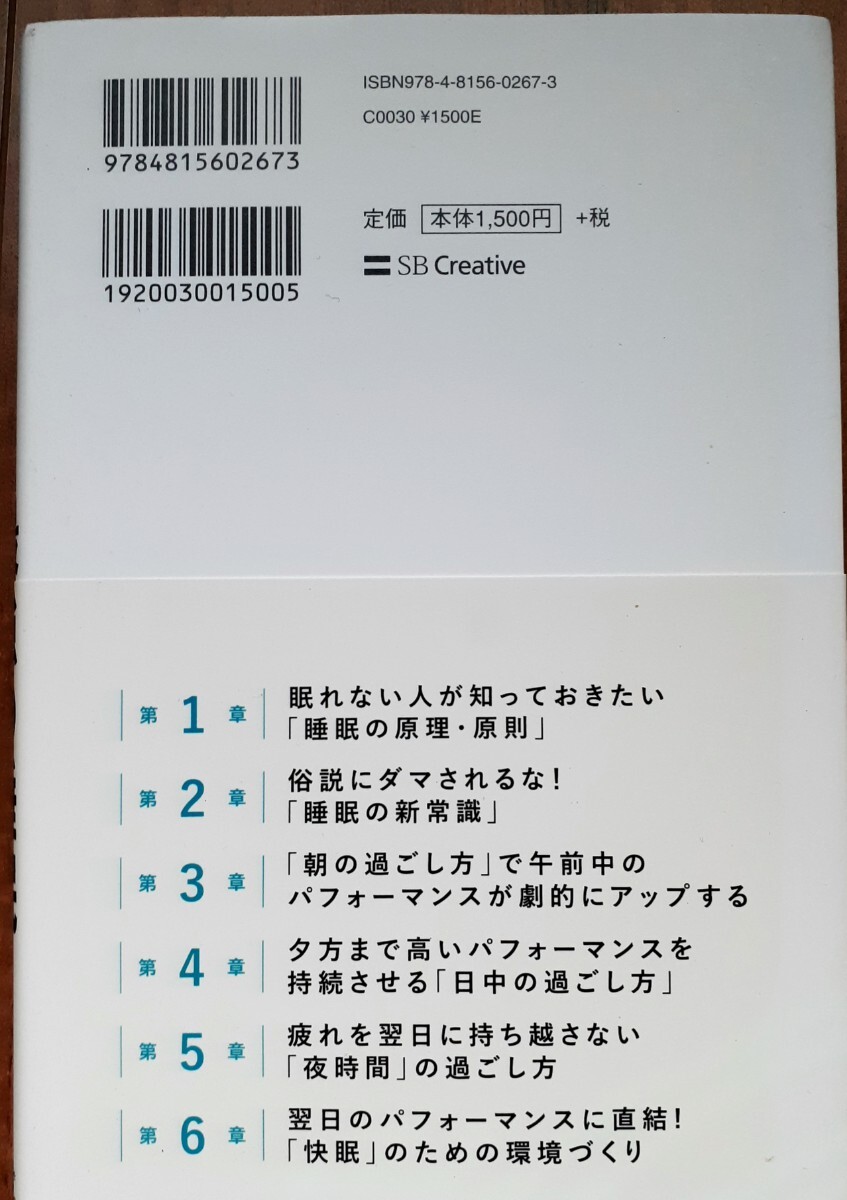 ISBN978-4-8156-0267-3
C0030 ¥1500E
9784815602673
定価 本体1,500円 +税
SB Creative
1920030015005
第1章 眠れない人が知っておきたい
「睡眠の原理・原則」
第2章 俗説にダマされるな!
「睡眠の新常識」
第3章 「朝の過ごし方」で午前中の
パフォーマンスが劇的にアップする
第4章 夕方まで高いパフォーマンスを
持続させる「日中の過ごし方」
第5章 疲れを翌日に持ち越さない
「夜時間」の過ごし方
第6章 翌日のパフォーマンスに直結!
「快眠」のための環境づくり